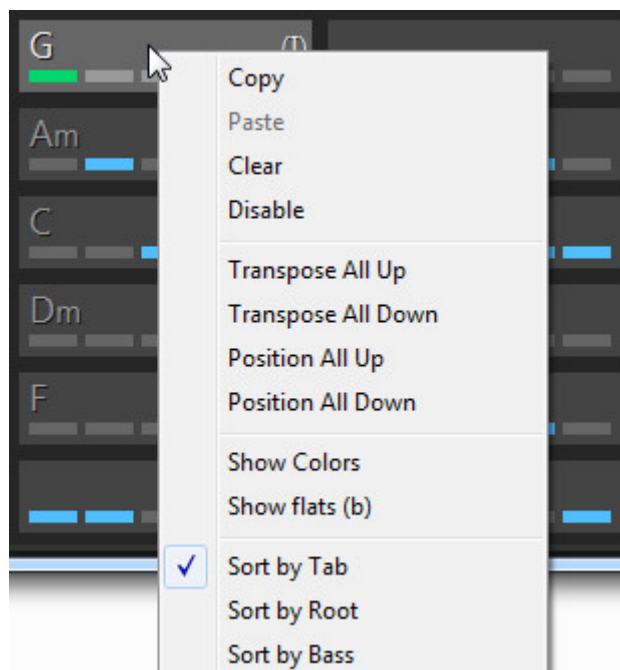 G (T)
Am
C
Dm
F
Copy
Paste
Clear
Disable
Transpose All Up
Transpose All Down
Position All Up
Position All Down
Show Colors
Show flats (b)
Sort by Tab
Sort by Root
Sort by Bass